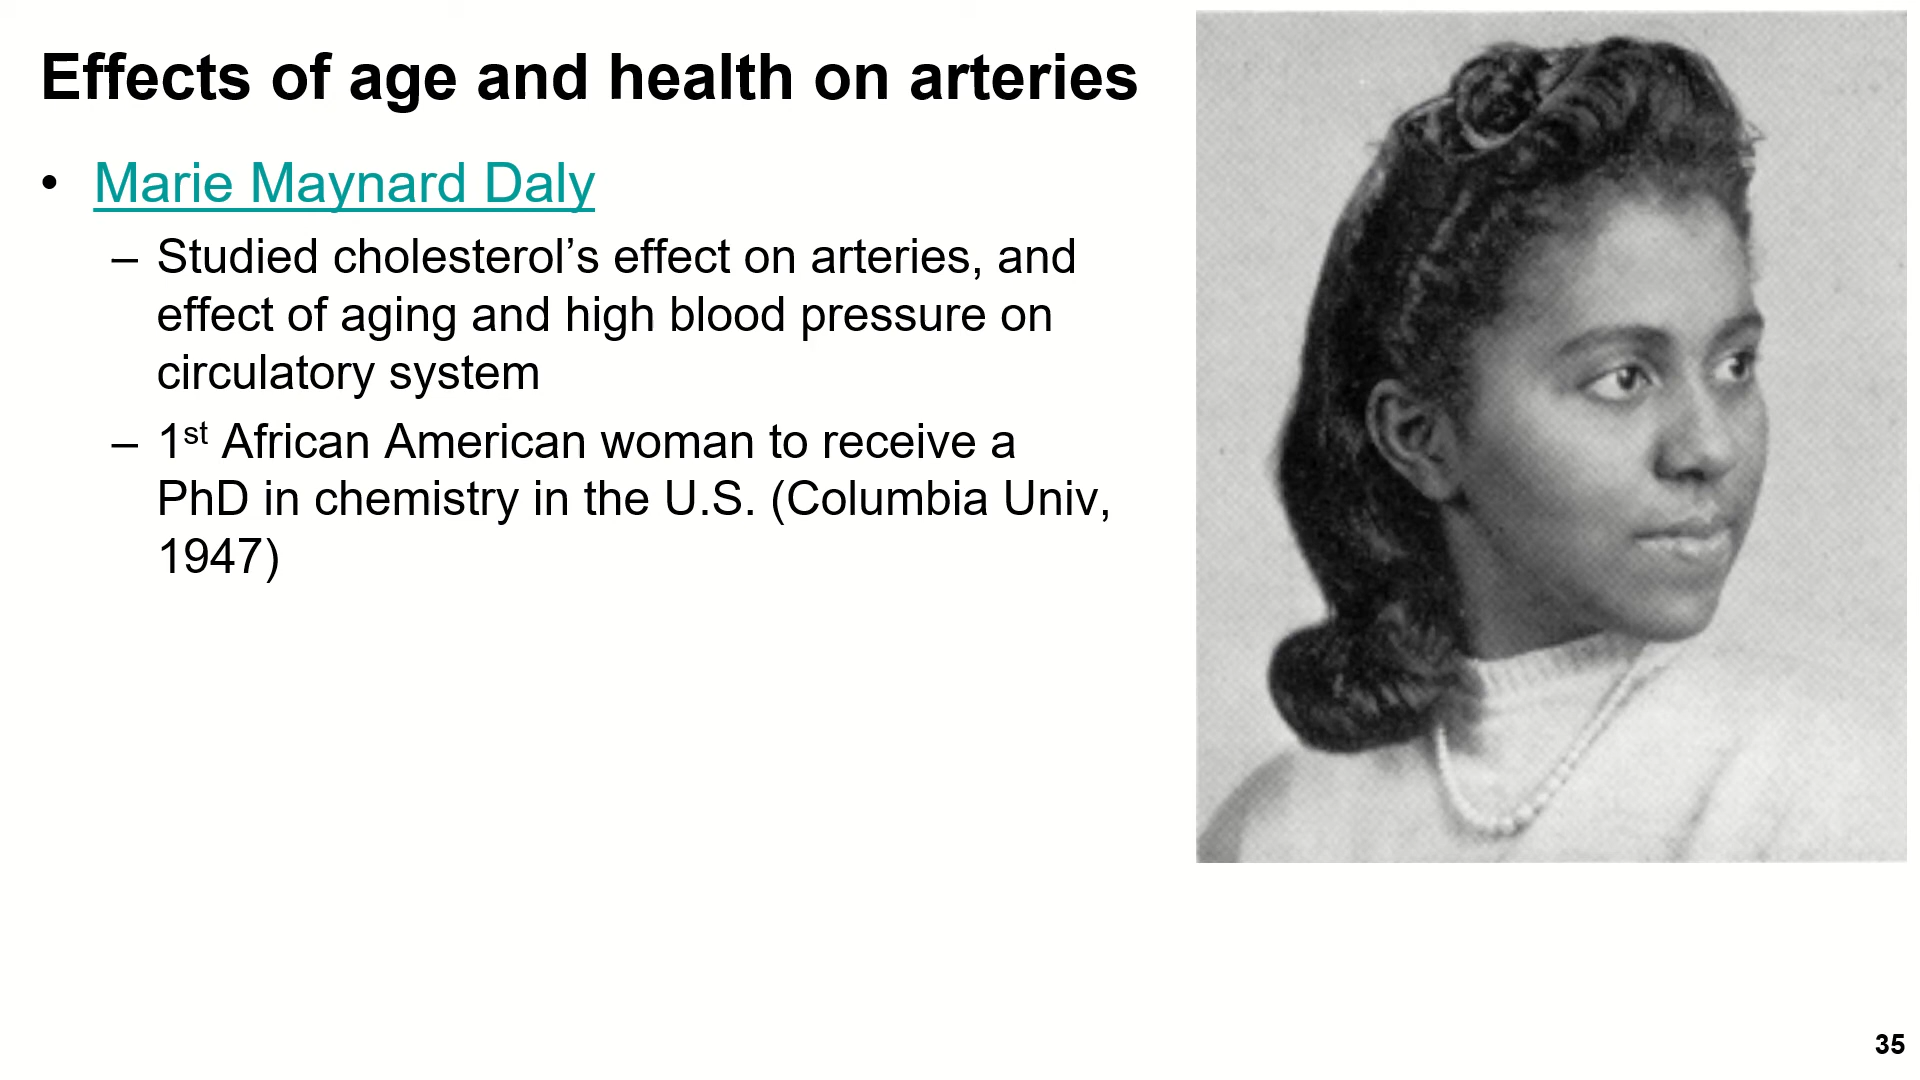 Effects of age and health on arteries
• Marie Maynard Daly
– Studied cholesterol’s effect on arteries, and
effect of aging and high blood pressure on
circulatory system
– 1st African American woman to receive a
PhD in chemistry in the U.S. (Columbia Univ,
1947)
35